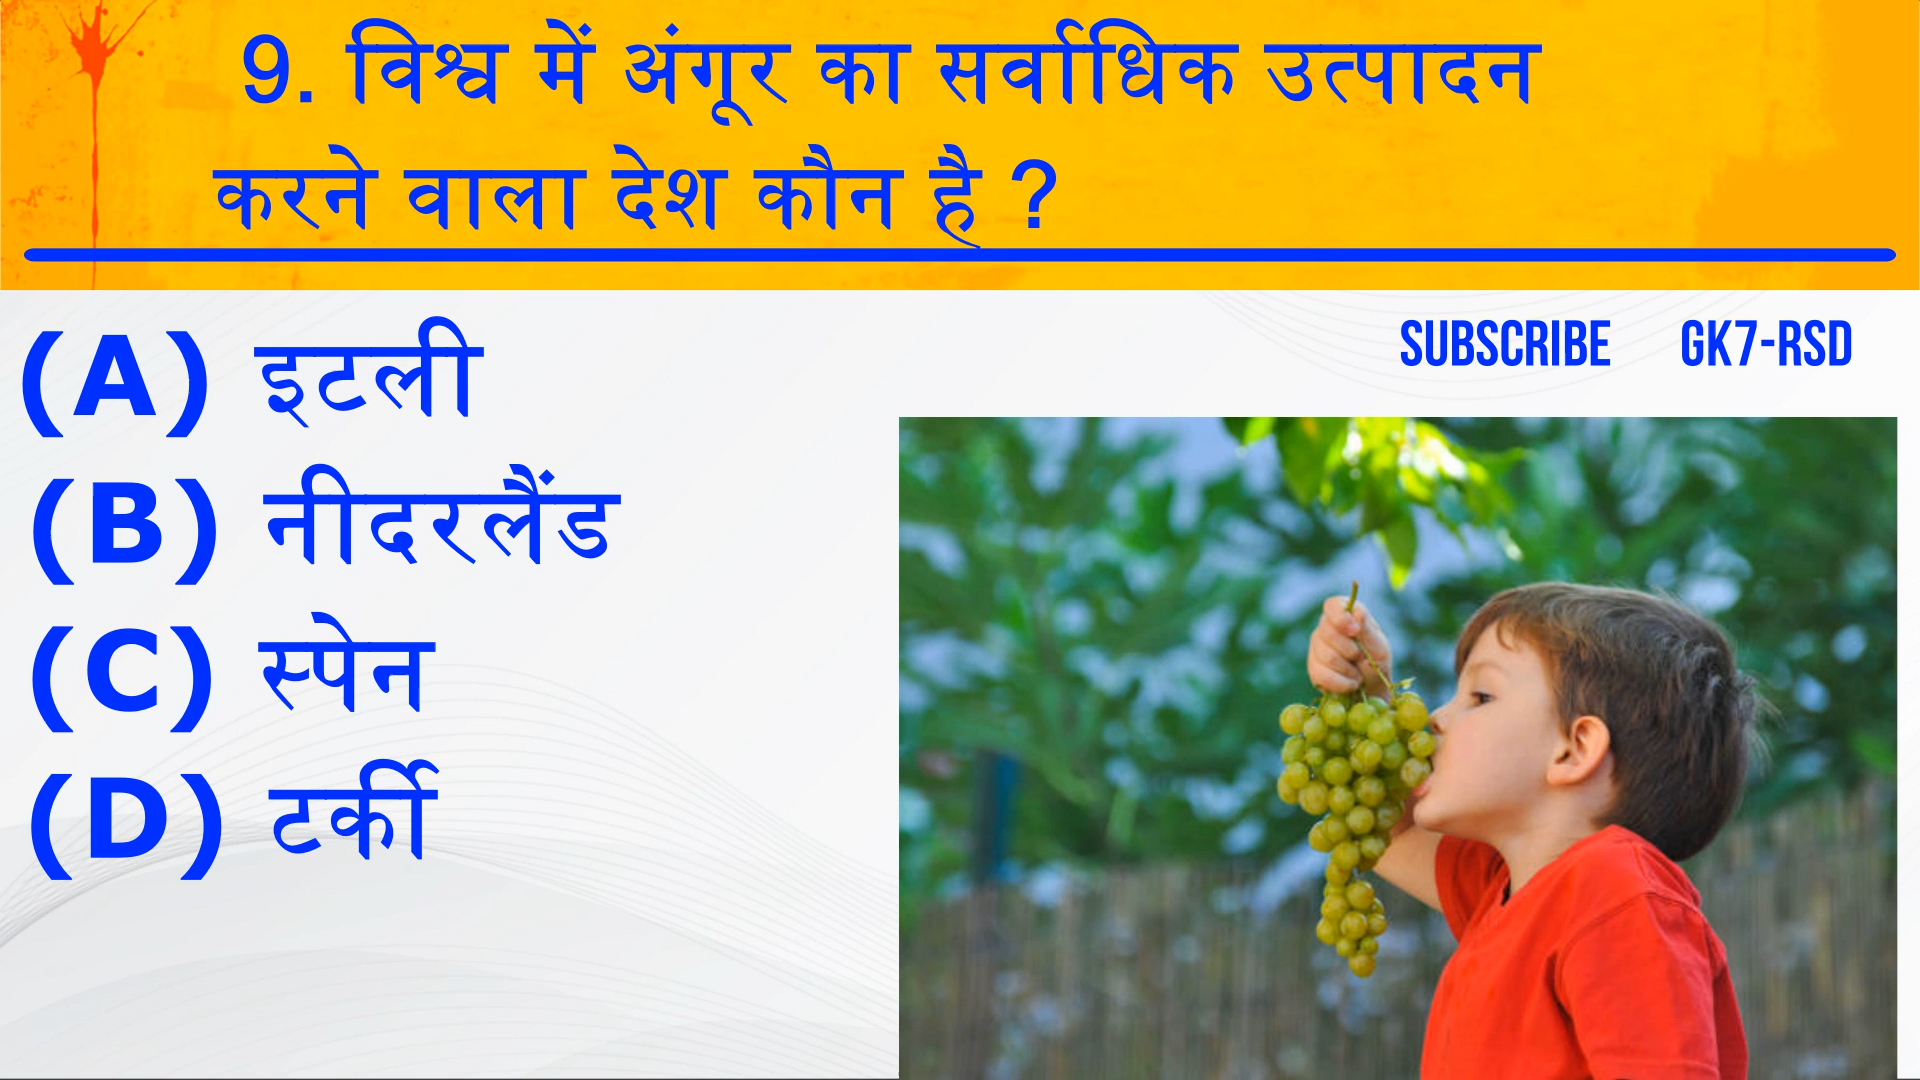 9. विश्व में अंगूर का सर्वाधिक उत्पादन
करने वाला देश कौन है ?
SUBSCRIBE GK7-RSD
(A) इटली
(B) नीदरलैंड
(C) स्पेन
(D) टर्की